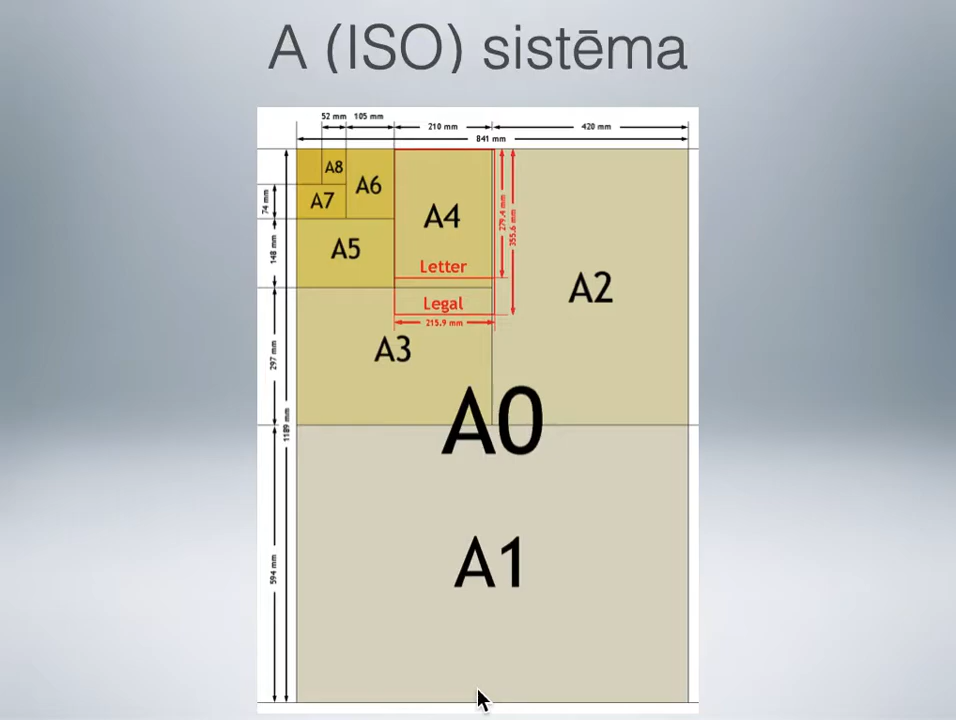 A (ISO) sistēma
52 mm 105 mm
210 mm
420 mm
841 mm
A8
A6
A7
74 mm
A4
279.4 mm
355.6 mm
A5
148 mm
Letter
A2
Legal
215.9 mm
A3
297 mm
A0
1189 mm
A1
594 mm